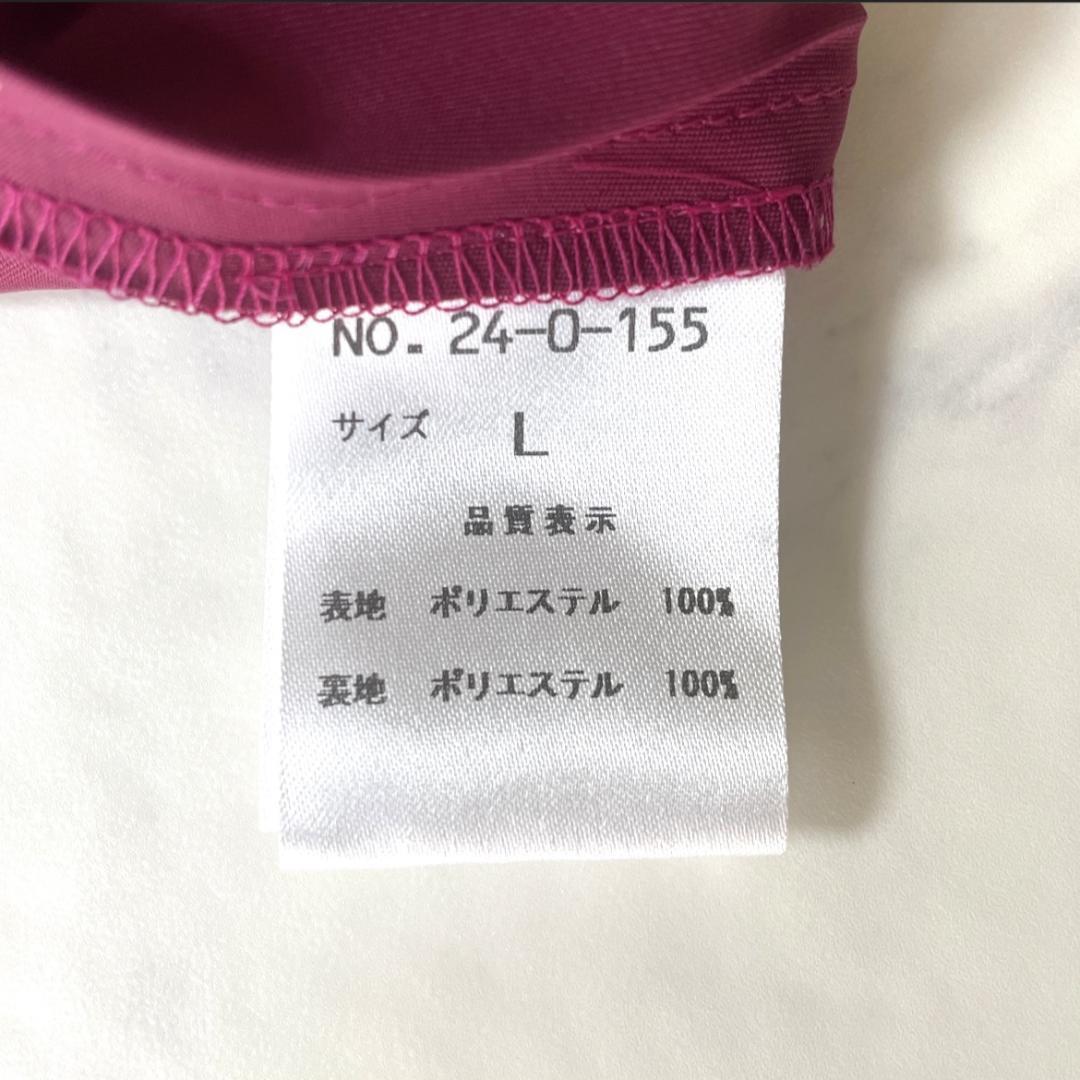 NO. 24-0-155
サイズ L
品質表示
表地 ポリエステル 100%
裏地 ポリエステル 100%